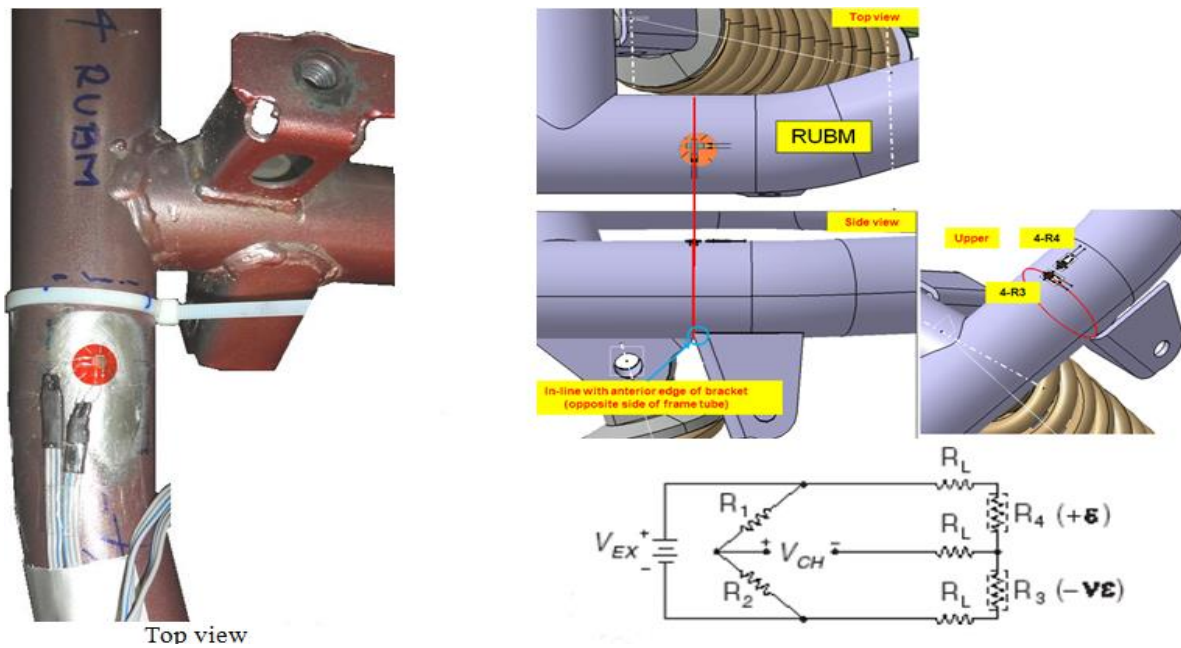 4 RUBM
Top view
Top view
RUBM
Side view
In-line with anterior edge of bracket
(opposite side of frame tube)
Upper
4-R4
4-R3
R1
R2
VEX
+
-
+ VCH -
RL
R4 (+ε)
RL
R3 (-νε)
RL